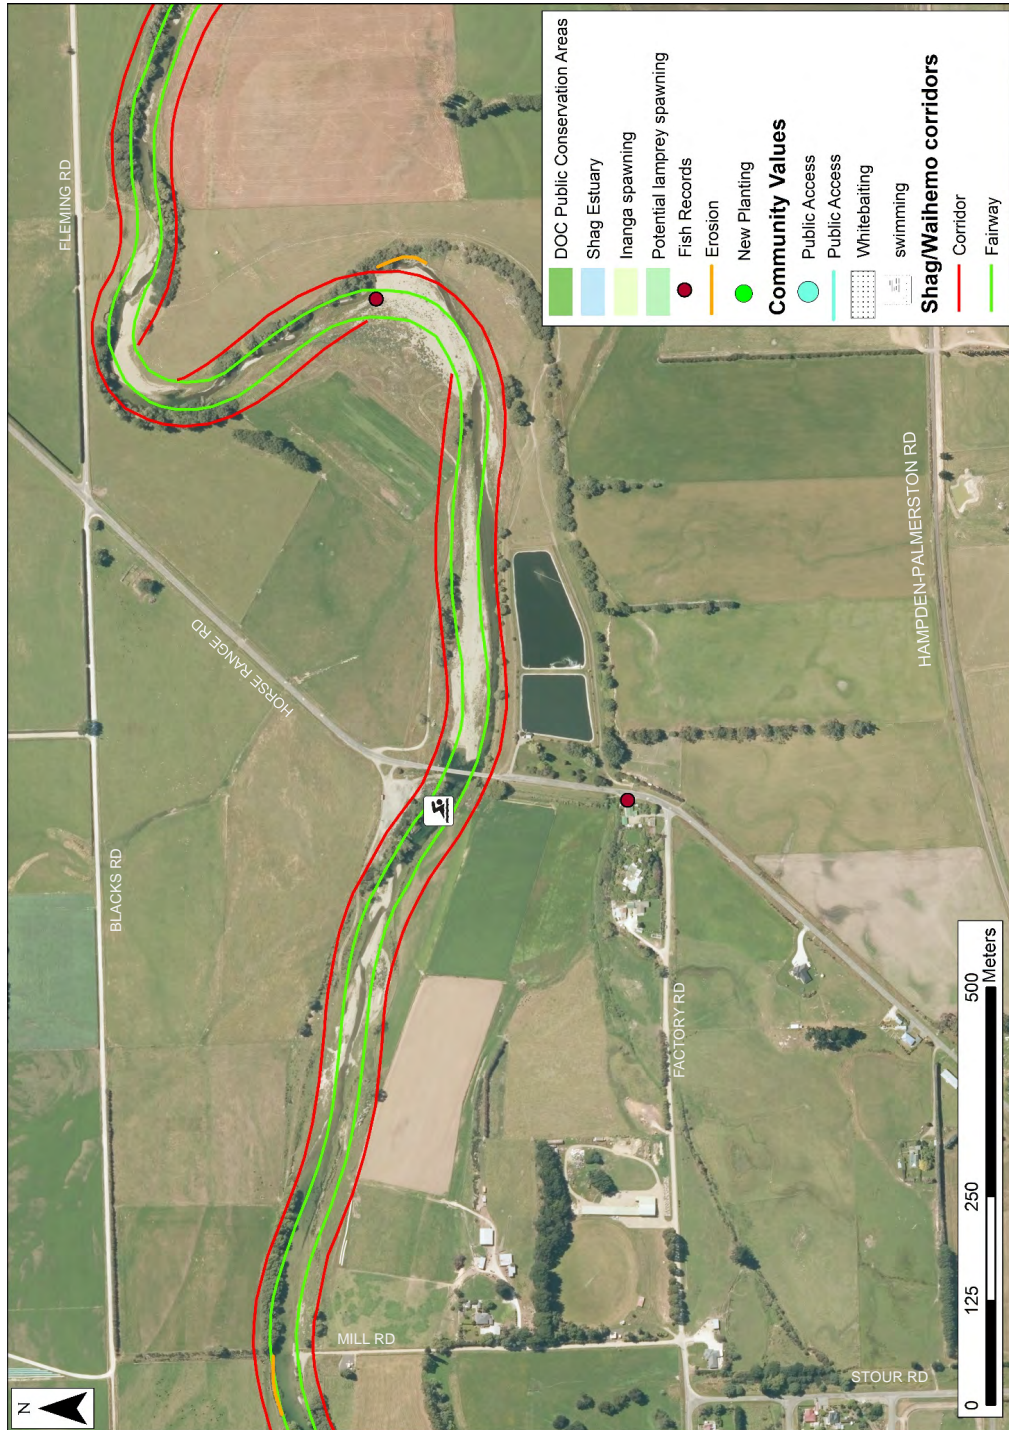 FLEMING RD
HORSE RANGE RD
BLACKS RD
HAMPDEN-PALMERSTON RD
FACTORY RD
MILL RD
STOUR RD
N
0 125 250 500
Meters
DOC Public Conservation Areas
Shag Estuary
Inanga spawning
Potential lamprey spawning
Fish Records
Erosion
New Planting
Community Values
Public Access
Public Access
Whitebaiting
swimming
Shag/Waihemo corridors
Corridor
Fairway